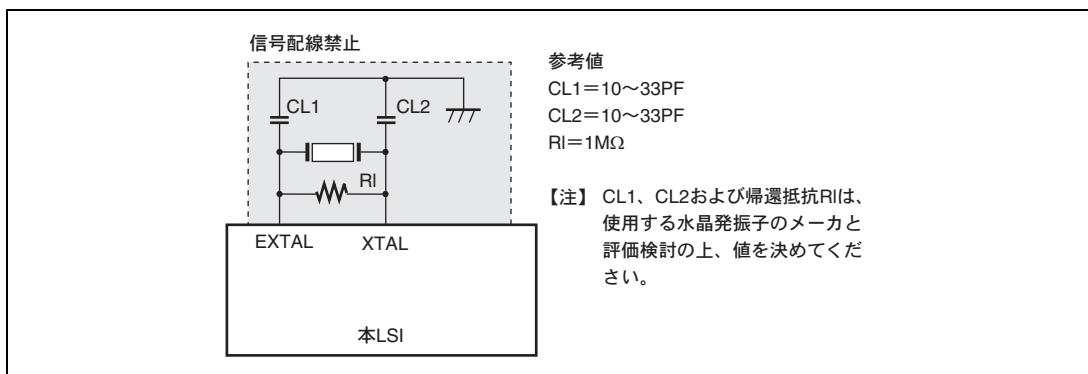 信号配線禁止
CL1
CL2
RI
EXTAL
XTAL
本LSI
参考値
CL1＝10～33PF
CL2＝10～33PF
RI＝1MΩ
【注】 CL1、CL2および帰還抵抗RIは、
使用する水晶発振子のメーカと
評価検討の上、値を決めてくだ
さい。